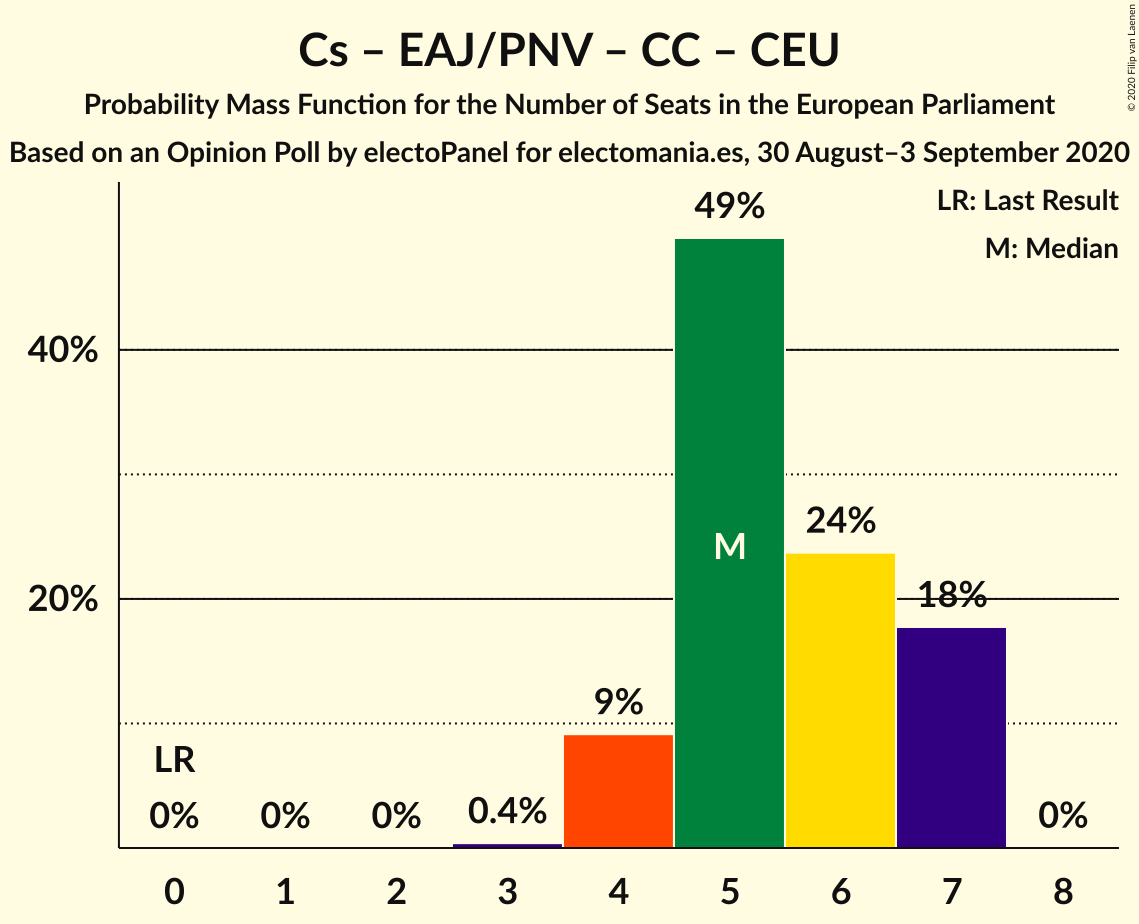 Cs – EAJ/PNV – CC – CEU
Probability Mass Function for the Number of Seats in the European Parliament
Based on an Opinion Poll by electoPanel for electomania.es, 30 August–3 September 2020
© 2020 Filip van Laenen
LR: Last Result
M: Median
49%
40%
24%
M
20%
18%
9%
LR
0%
0%
0%
0.4%
0%
0 1 2 3 4 5 6 7 8